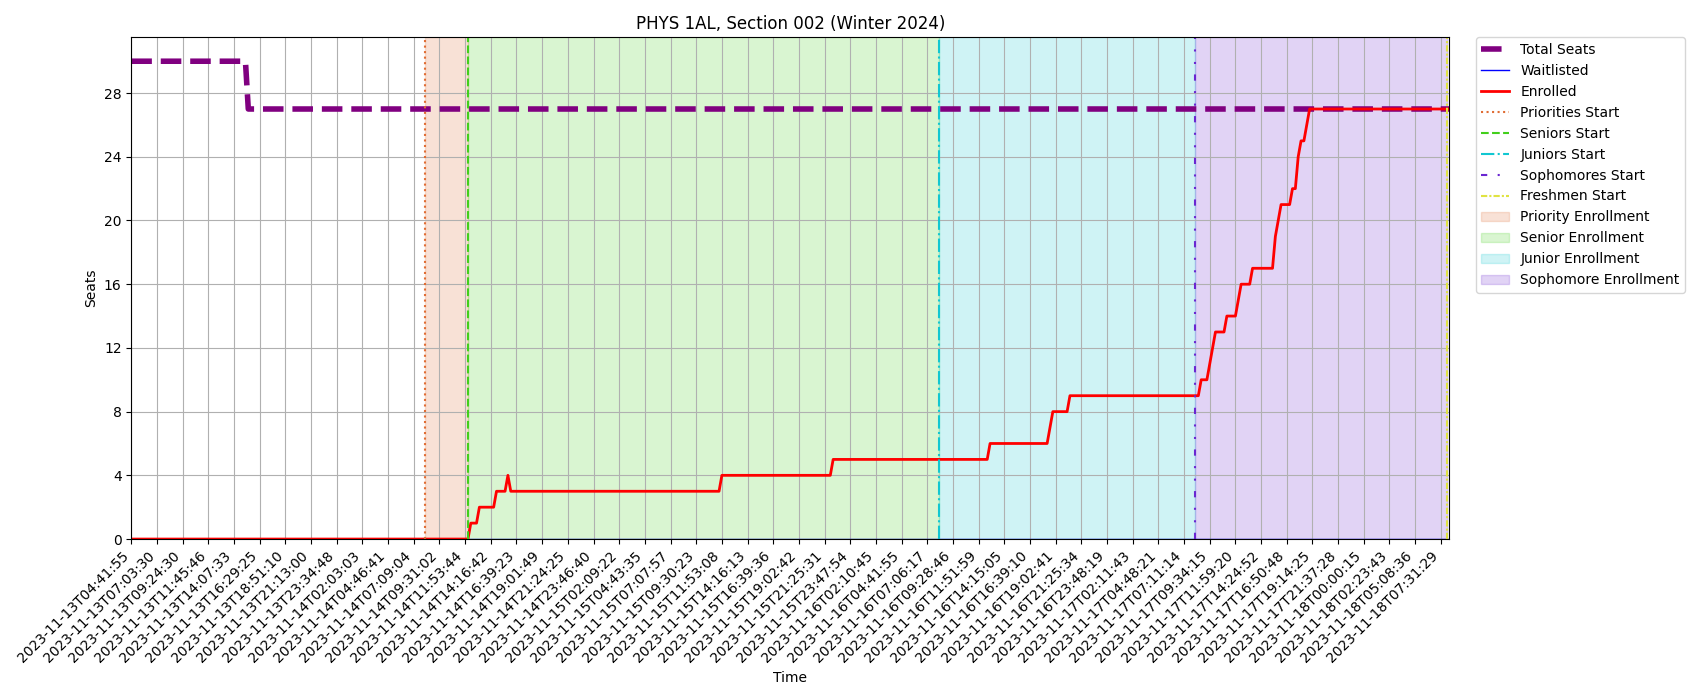 PHYS 1AL, Section 002 (Winter 2024)
Total Seats
Waitlisted
Enrolled
Priorities Start
Seniors Start
Juniors Start
Sophomores Start
Freshmen Start
Priority Enrollment
Senior Enrollment
Junior Enrollment
Sophomore Enrollment
Seats
28
24
20
16
12
8
4
0
2023-11-13T04:41:55
2023-11-13T07:03:30
2023-11-13T09:24:30
2023-11-13T11:45:46
2023-11-13T14:07:33
2023-11-13T16:29:25
2023-11-13T18:51:10
2023-11-13T21:13:00
2023-11-13T23:34:48
2023-11-14T02:03:03
2023-11-14T04:46:41
2023-11-14T07:09:04
2023-11-14T09:31:02
2023-11-14T11:53:44
2023-11-14T14:16:42
2023-11-14T16:39:23
2023-11-14T19:01:49
2023-11-14T21:24:25
2023-11-14T23:46:40
2023-11-15T02:09:22
2023-11-15T04:43:35
2023-11-15T07:07:57
2023-11-15T09:30:23
2023-11-15T11:53:08
2023-11-15T14:16:13
2023-11-15T16:39:36
2023-11-15T19:02:42
2023-11-15T21:25:31
2023-11-15T23:47:54
2023-11-16T02:10:45
2023-11-16T04:41:55
2023-11-16T07:06:17
2023-11-16T09:28:46
2023-11-16T11:51:59
2023-11-16T14:15:05
2023-11-16T16:39:10
2023-11-16T19:02:41
2023-11-16T21:25:34
2023-11-16T23:48:19
2023-11-17T02:11:43
2023-11-17T04:48:21
2023-11-17T07:11:14
2023-11-17T09:34:15
2023-11-17T11:59:20
2023-11-17T14:24:52
2023-11-17T16:50:48
2023-11-17T19:14:25
2023-11-17T21:37:28
2023-11-18T00:00:15
2023-11-18T02:23:43
2023-11-18T05:08:36
2023-11-18T07:31:29
Time